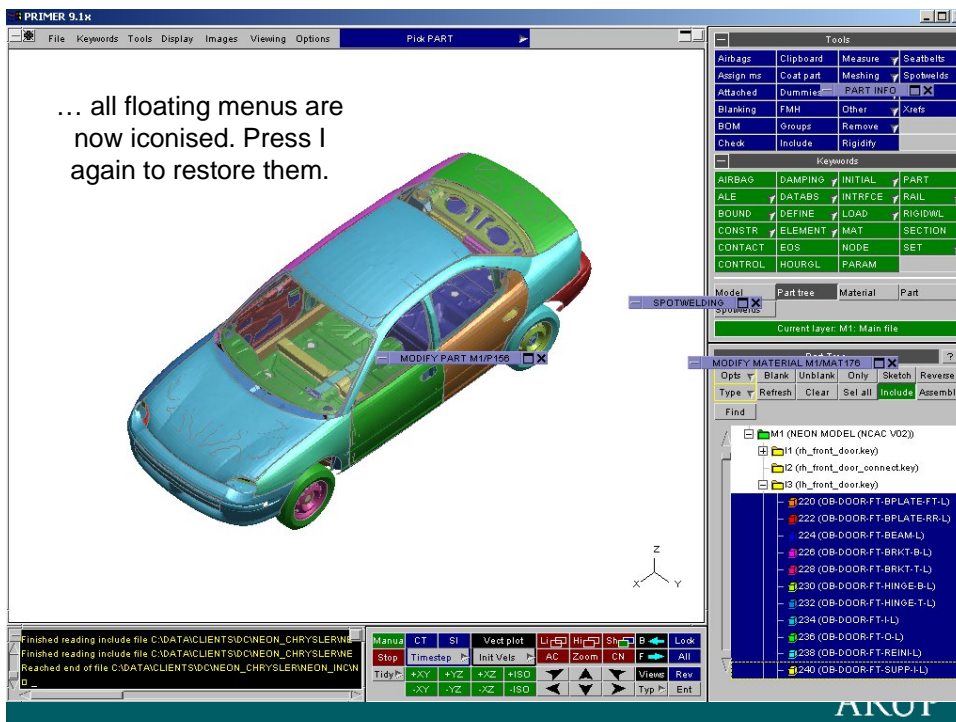 PRIMER 9.1x
File Keywords Tools Display Images Viewing Options Pick PART
… all floating menus are
now iconised. Press I
again to restore them.
Tools
Airbags Clipboard Measure Seatbelts
Assign ms Coat part Meshing Spotwelds
Attached Dummies PART INFO
Blanking FMH Other Xrefs
BOM Groups Remove
Check Include Rigidify
Keywords
AIRBAG DAMPING INITIAL PART
ALE DATABS INTRFCE RAIL
BOUND DEFINE LOAD RIGIDWL
CONSTR ELEMENT MAT SECTION
CONTACT EOS NODE SET
CONTROL HOURGL PARAM
Model Part tree Material Part
SPOTWELDING
Spotwelds
Current layer: M1: Main file
MODIFY PART M1/P156
Part Tree ?
MODIFY MATERIAL M1/MAT176
Opts Blank Unblank Only Sketch Reverse
Type Refresh Clear Sel all Include Assembl
Find
M1 (NEON MODEL (NCAC V02))
I1 (rh_front_door.key)
I2 (rh_front_door_connect.key)
I3 (lh_front_door.key)
220 (OB-DOOR-FT-BPLATE-FT-L)
222 (OB-DOOR-FT-BPLATE-RR-L)
224 (OB-DOOR-FT-BEAM-L)
226 (OB-DOOR-FT-BRKT-B-L)
228 (OB-DOOR-FT-BRKT-T-L)
230 (OB-DOOR-FT-HINGE-B-L)
232 (OB-DOOR-FT-HINGE-T-L)
234 (OB-DOOR-FT-I-L)
236 (OB-DOOR-FT-O-L)
238 (OB-DOOR-FT-REINI-L)
240 (OB-DOOR-FT-SUPP-I-L)
Z
X Y
Finished reading include file C:\DATA\CLIENTS\DC\NEON_CHRYSLER\NE
Finished reading include file C:\DATA\CLIENTS\DC\NEON_CHRYSLER\NE
Reached end of file C:\DATA\CLIENTS\DC\NEON_CHRYSLER\NEON_INC\N
Manua CT SI Vect plot Li Hi Sh B Lock
Stop Timestep Init Vels AC Zoom CN F All
Tidy +XY +YZ +XZ +ISO Views Rev
-XY -YZ -XZ -ISO Typ Ent
ARUP